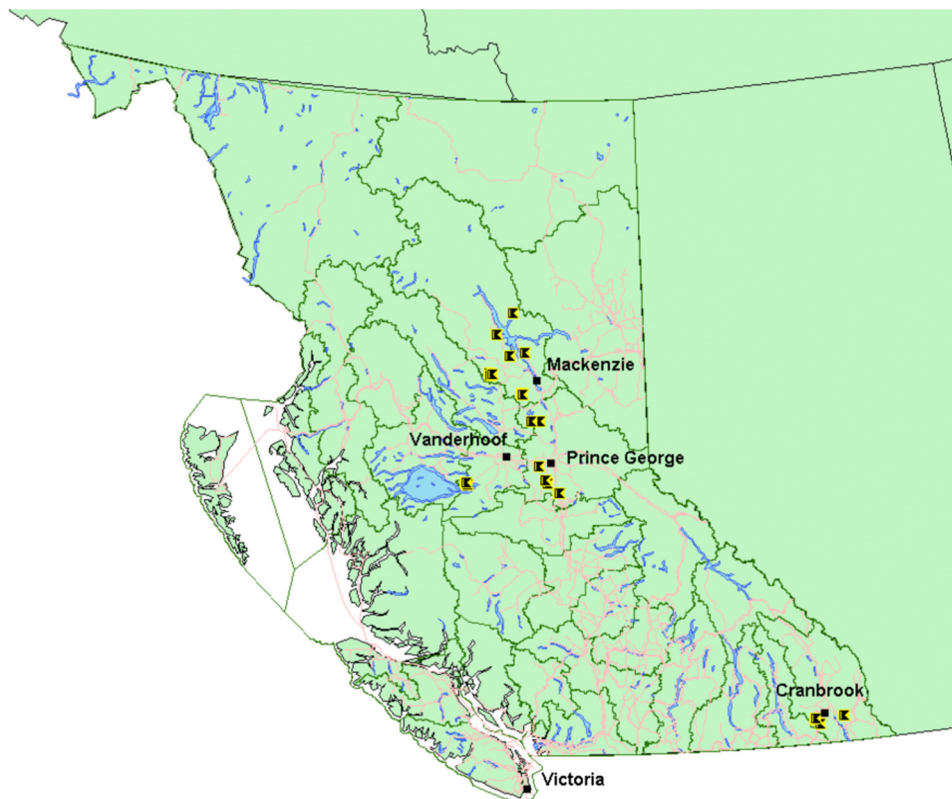 Mackenzie
Vanderhoof
Prince George
Cranbrook
Victoria